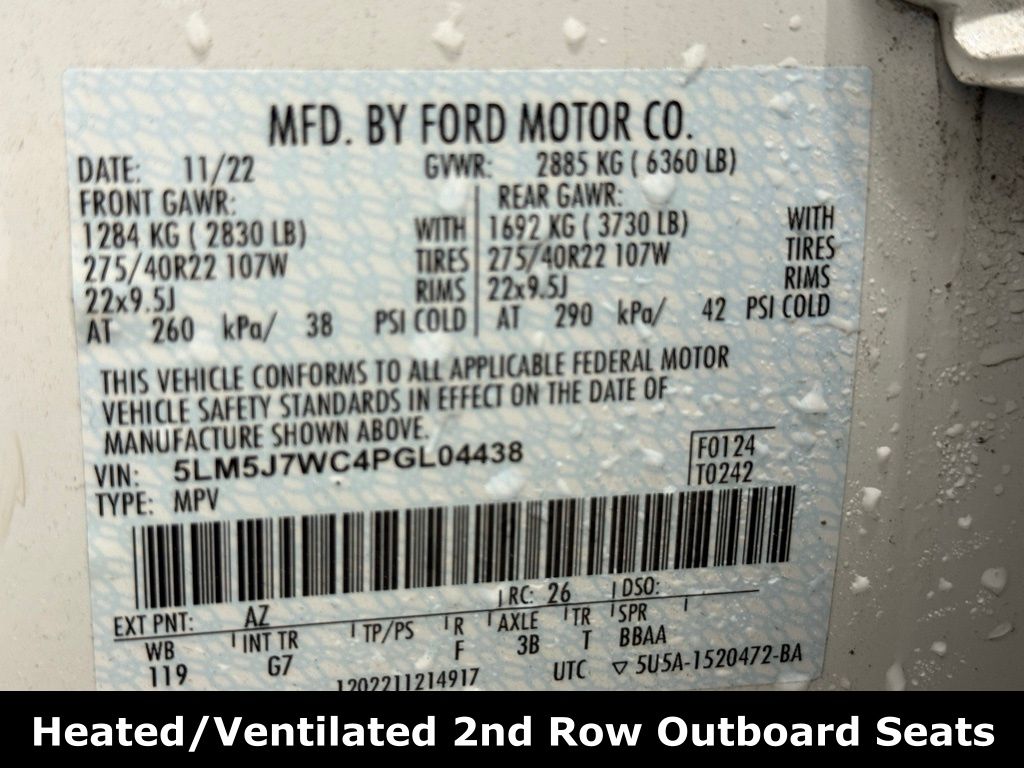 MFD. BY FORD MOTOR CO.
DATE: 11/22 GVWR: 2885 KG ( 6360 LB)
FRONT GAWR: REAR GAWR:
1284 KG ( 2830 LB) WITH 1692 KG ( 3730 LB) WITH
275/40R22 107W TIRES 275/40R22 107W TIRES
22x9.5J RIMS 22x9.5J RIMS
AT 260 kPa/ 38 PSI COLD AT 290 kPa/ 42 PSI COLD
THIS VEHICLE CONFORMS TO ALL APPLICABLE FEDERAL MOTOR
VEHICLE SAFETY STANDARDS IN EFFECT ON THE DATE OF
MANUFACTURE SHOWN ABOVE.
VIN: 5LM5J7WC4PGL04438 F0124
TYPE: MPV T0242
EXT PNT: AZ RC: 26 DSO:
WB INT TR TP/PS R AXLE TR SPR
119 G7 F 3B T BBAA
1202211214917 UTC ▽ 5U5A-1520472-BA
Heated/Ventilated 2nd Row Outboard Seats